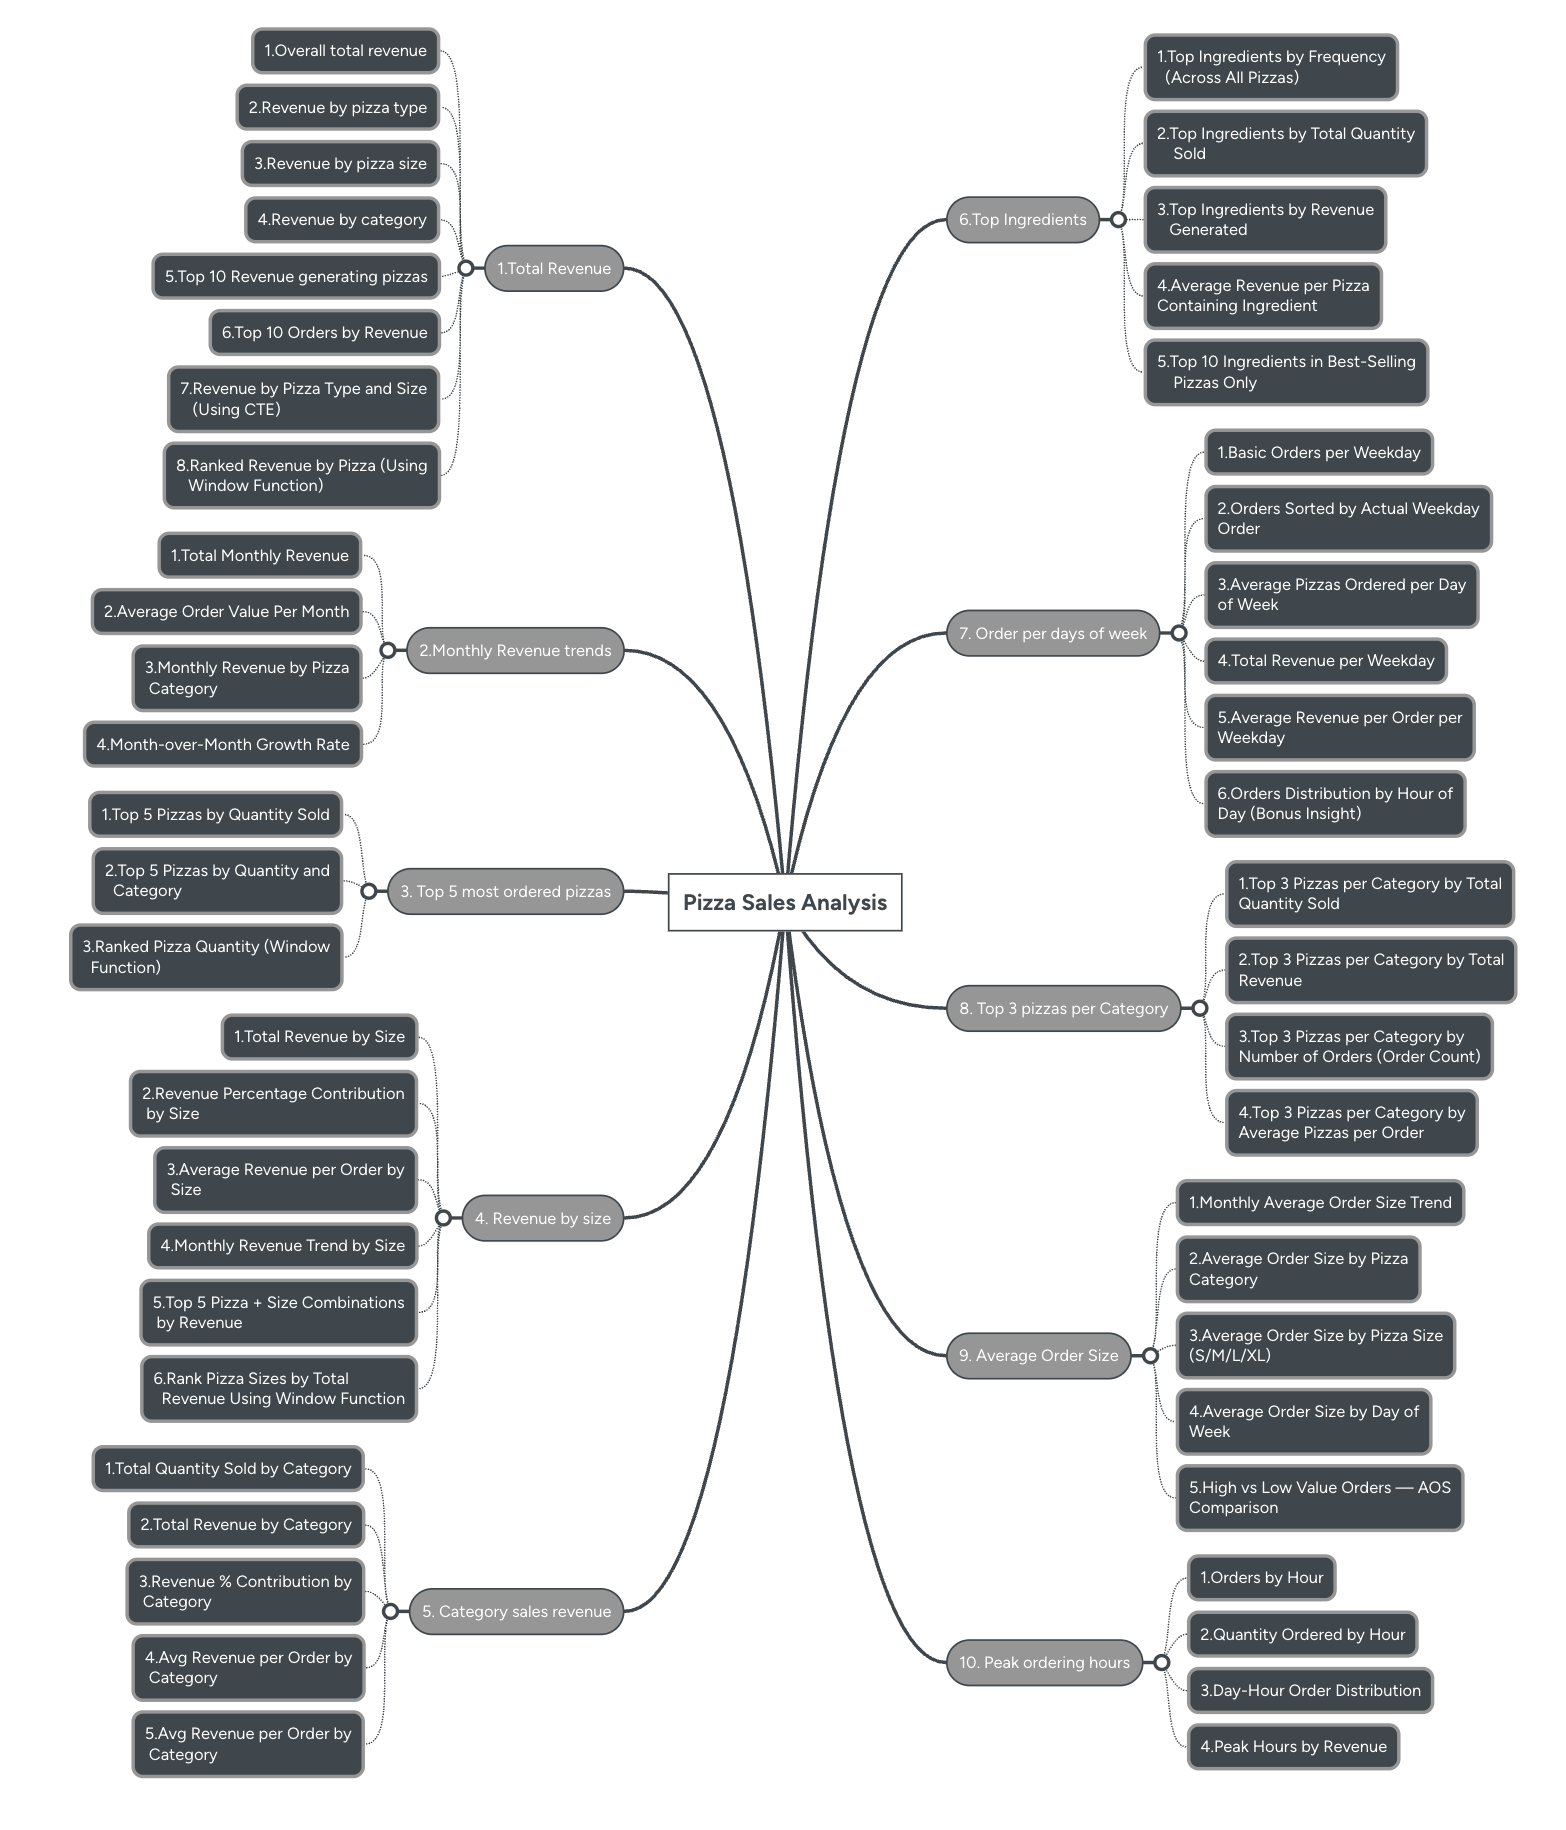 Pizza Sales Analysis
1.Total Revenue
1.Overall total revenue
2.Revenue by pizza type
3.Revenue by pizza size
4.Revenue by category
5.Top 10 Revenue generating pizzas
6.Top 10 Orders by Revenue
7.Revenue by Pizza Type and Size
(Using CTE)
8.Ranked Revenue by Pizza (Using
Window Function)
2.Monthly Revenue trends
1.Total Monthly Revenue
2.Average Order Value Per Month
3.Monthly Revenue by Pizza
Category
4.Month-over-Month Growth Rate
3. Top 5 most ordered pizzas
1.Top 5 Pizzas by Quantity Sold
2.Top 5 Pizzas by Quantity and
Category
3.Ranked Pizza Quantity (Window
Function)
4. Revenue by size
1.Total Revenue by Size
2.Revenue Percentage Contribution
by Size
3.Average Revenue per Order by
Size
4.Monthly Revenue Trend by Size
5.Top 5 Pizza + Size Combinations
by Revenue
6.Rank Pizza Sizes by Total
Revenue Using Window Function
5. Category sales revenue
1.Total Quantity Sold by Category
2.Total Revenue by Category
3.Revenue % Contribution by
Category
4.Avg Revenue per Order by
Category
5.Avg Revenue per Order by
Category
6.Top Ingredients
1.Top Ingredients by Frequency
(Across All Pizzas)
2.Top Ingredients by Total Quantity
Sold
3.Top Ingredients by Revenue
Generated
4.Average Revenue per Pizza
Containing Ingredient
5.Top 10 Ingredients in Best-Selling
Pizzas Only
7. Order per days of week
1.Basic Orders per Weekday
2.Orders Sorted by Actual Weekday
Order
3.Average Pizzas Ordered per Day
of Week
4.Total Revenue per Weekday
5.Average Revenue per Order per
Weekday
6.Orders Distribution by Hour of
Day (Bonus Insight)
8. Top 3 pizzas per Category
1.Top 3 Pizzas per Category by Total
Quantity Sold
2.Top 3 Pizzas per Category by Total
Revenue
3.Top 3 Pizzas per Category by
Number of Orders (Order Count)
4.Top 3 Pizzas per Category by
Average Pizzas per Order
9. Average Order Size
1.Monthly Average Order Size Trend
2.Average Order Size by Pizza
Category
3.Average Order Size by Pizza Size
(S/M/L/XL)
4.Average Order Size by Day of
Week
5.High vs Low Value Orders — AOS
Comparison
10. Peak ordering hours
1.Orders by Hour
2.Quantity Ordered by Hour
3.Day-Hour Order Distribution
4.Peak Hours by Revenue